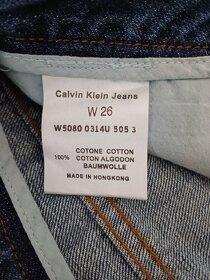 Calvin Klein Jeans
W 26
W5080 0314U 505 3
COTONE COTTON
100% COTON ALGODON
BAUMWOLLE
MADE IN HONGKONG